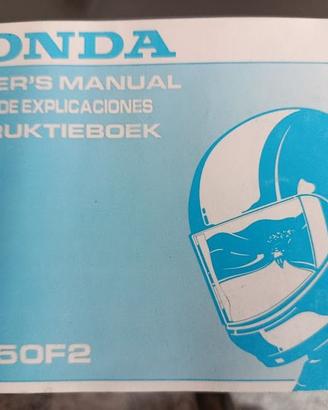 ONDA
ER'S MANUAL
DE EXPLICACIONES
RUKTIEBOEK
50F2